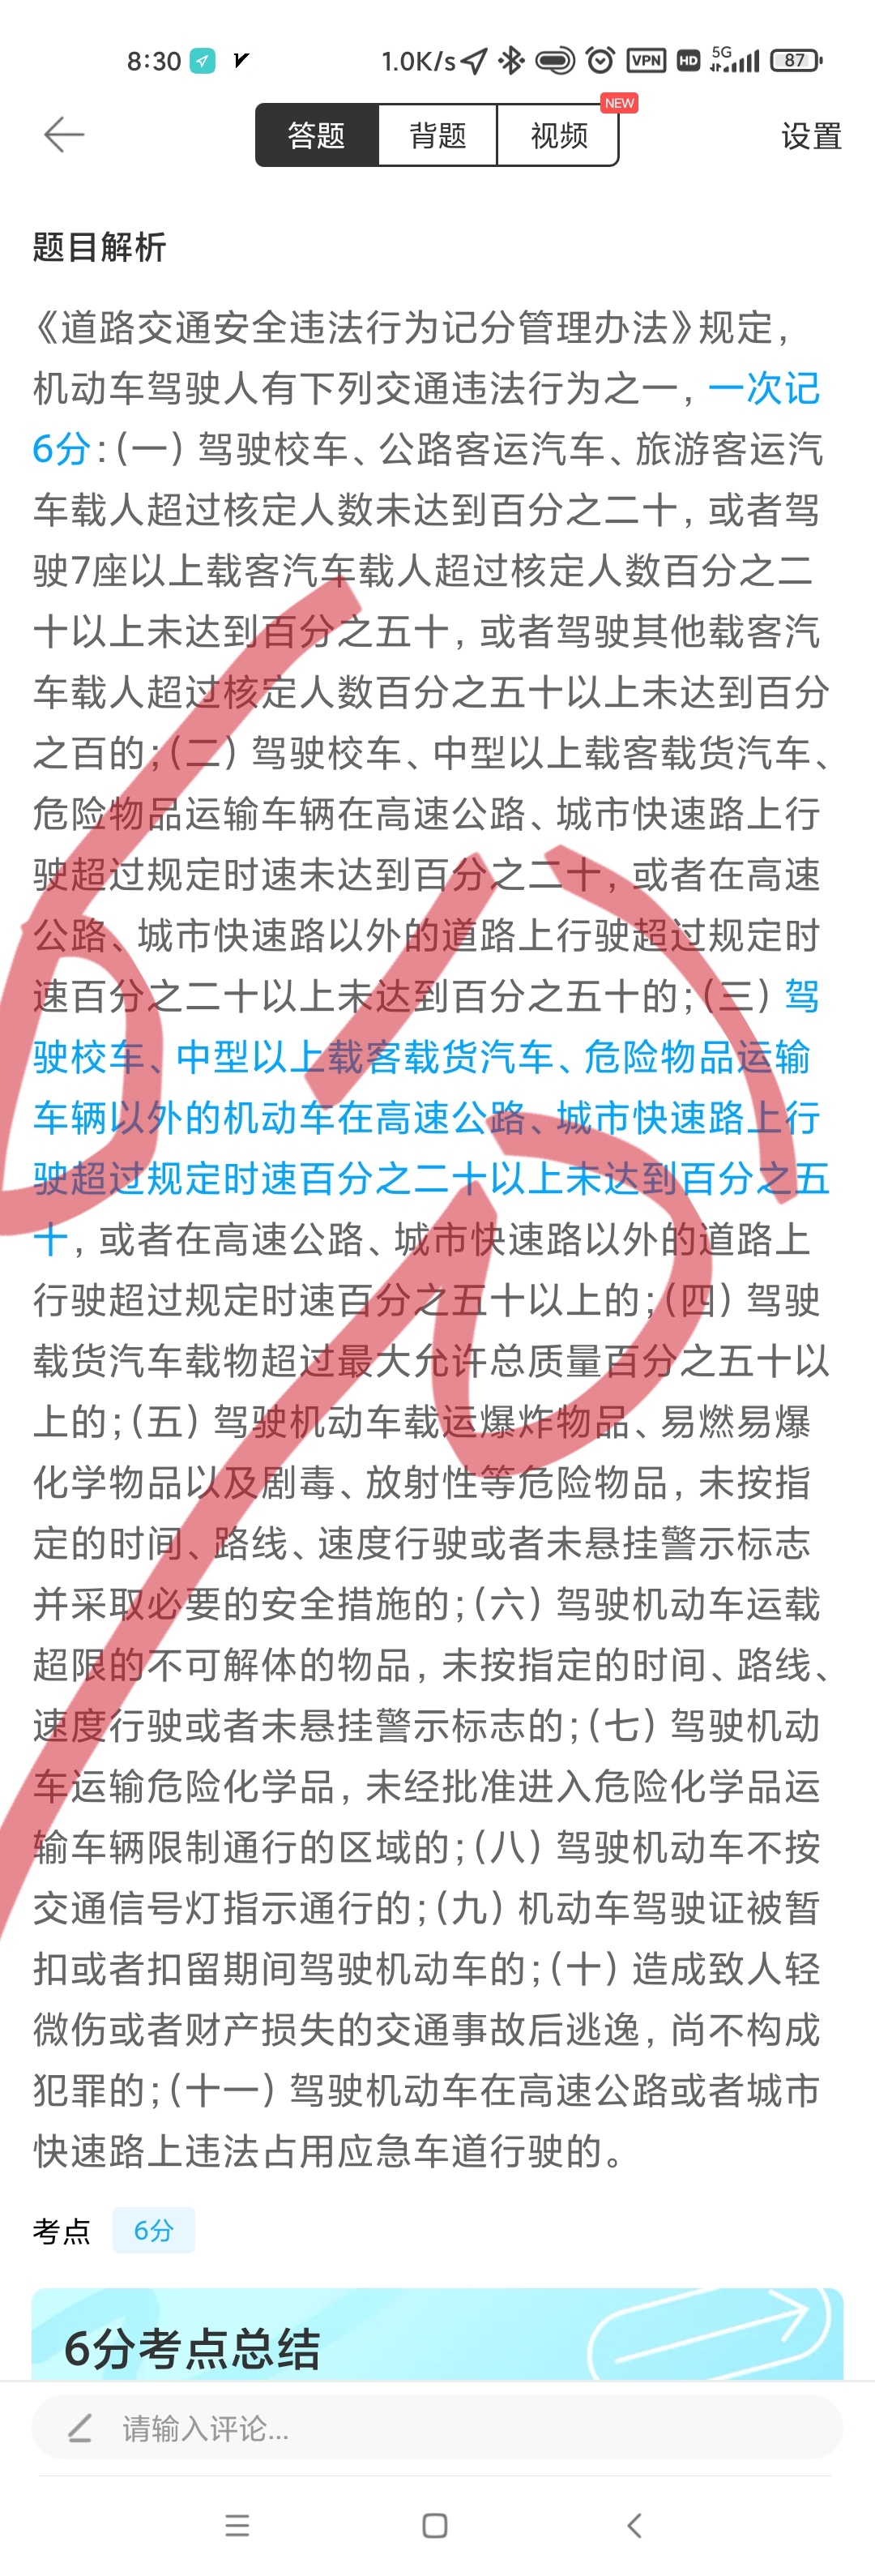 8:30
1.0K/s
VPN
HD
5G
87
答题
背题
视频
NEW
设置
题目解析
《道路交通安全违法行为记分管理办法》规定，
机动车驾驶人有下列交通违法行为之一，一次记
6分：（一）驾驶校车、公路客运汽车、旅游客运汽
车载人超过核定人数未达到百分之二十，或者驾
驶7座以上载客汽车载人超过核定人数百分之二
十以上未达到百分之五十，或者驾驶其他载客汽
车载人超过核定人数百分之五十以上未达到百分
之百的；（二）驾驶校车、中型以上载客载货汽车、
危险物品运输车辆在高速公路、城市快速路上行
驶超过规定时速未达到百分之二十，或者在高速
公路、城市快速路以外的道路上行驶超过规定时
速百分之二十以上未达到百分之五十的；（三）驾
驶校车、中型以上载客载货汽车、危险物品运输
车辆以外的机动车在高速公路、城市快速路上行
驶超过规定时速百分之二十以上未达到百分之五
十，或者在高速公路、城市快速路以外的道路上
行驶超过规定时速百分之五十以上的；（四）驾驶
载货汽车载物超过最大允许总质量百分之五十以
上的；（五）驾驶机动车载运爆炸物品、易燃易爆
化学物品以及剧毒、放射性等危险物品，未按指
定的时间、路线、速度行驶或者未悬挂警示标志
并采取必要的安全措施的；（六）驾驶机动车运载
超限的不可解体的物品，未按指定的时间、路线、
速度行驶或者未悬挂警示标志的；（七）驾驶机动
车运输危险化学品，未经批准进入危险化学品运
输车辆限制通行的区域的；（八）驾驶机动车不按
交通信号灯指示通行的；（九）机动车驾驶证被暂
扣或者扣留期间驾驶机动车的；（十）造成致人轻
微伤或者财产损失的交通事故后逃逸，尚不构成
犯罪的；（十一）驾驶机动车在高速公路或者城市
快速路上违法占用应急车道行驶的。
6分
考点
6分
6分考点总结
请输入评论...